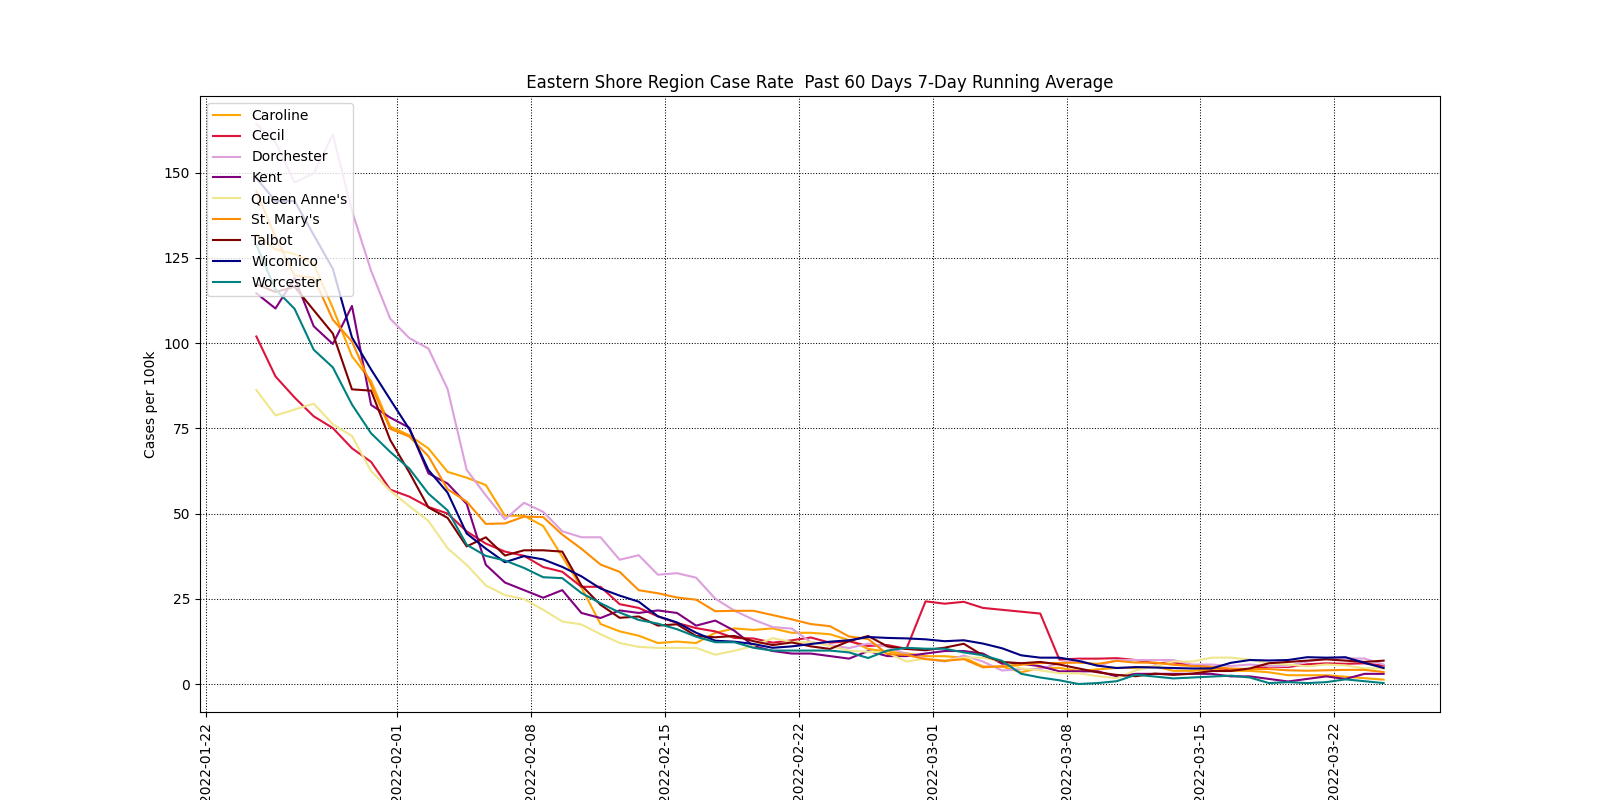 Eastern Shore Region Case Rate  Past 60 Days 7-Day Running Average
Caroline
Cecil
Dorchester
Kent
Queen Anne's
St. Mary's
Talbot
Wicomico
Worcester
Cases per 100k
150
125
100
75
50
25
0
2022-01-22
2022-02-01
2022-02-08
2022-02-15
2022-02-22
2022-03-01
2022-03-08
2022-03-15
2022-03-22